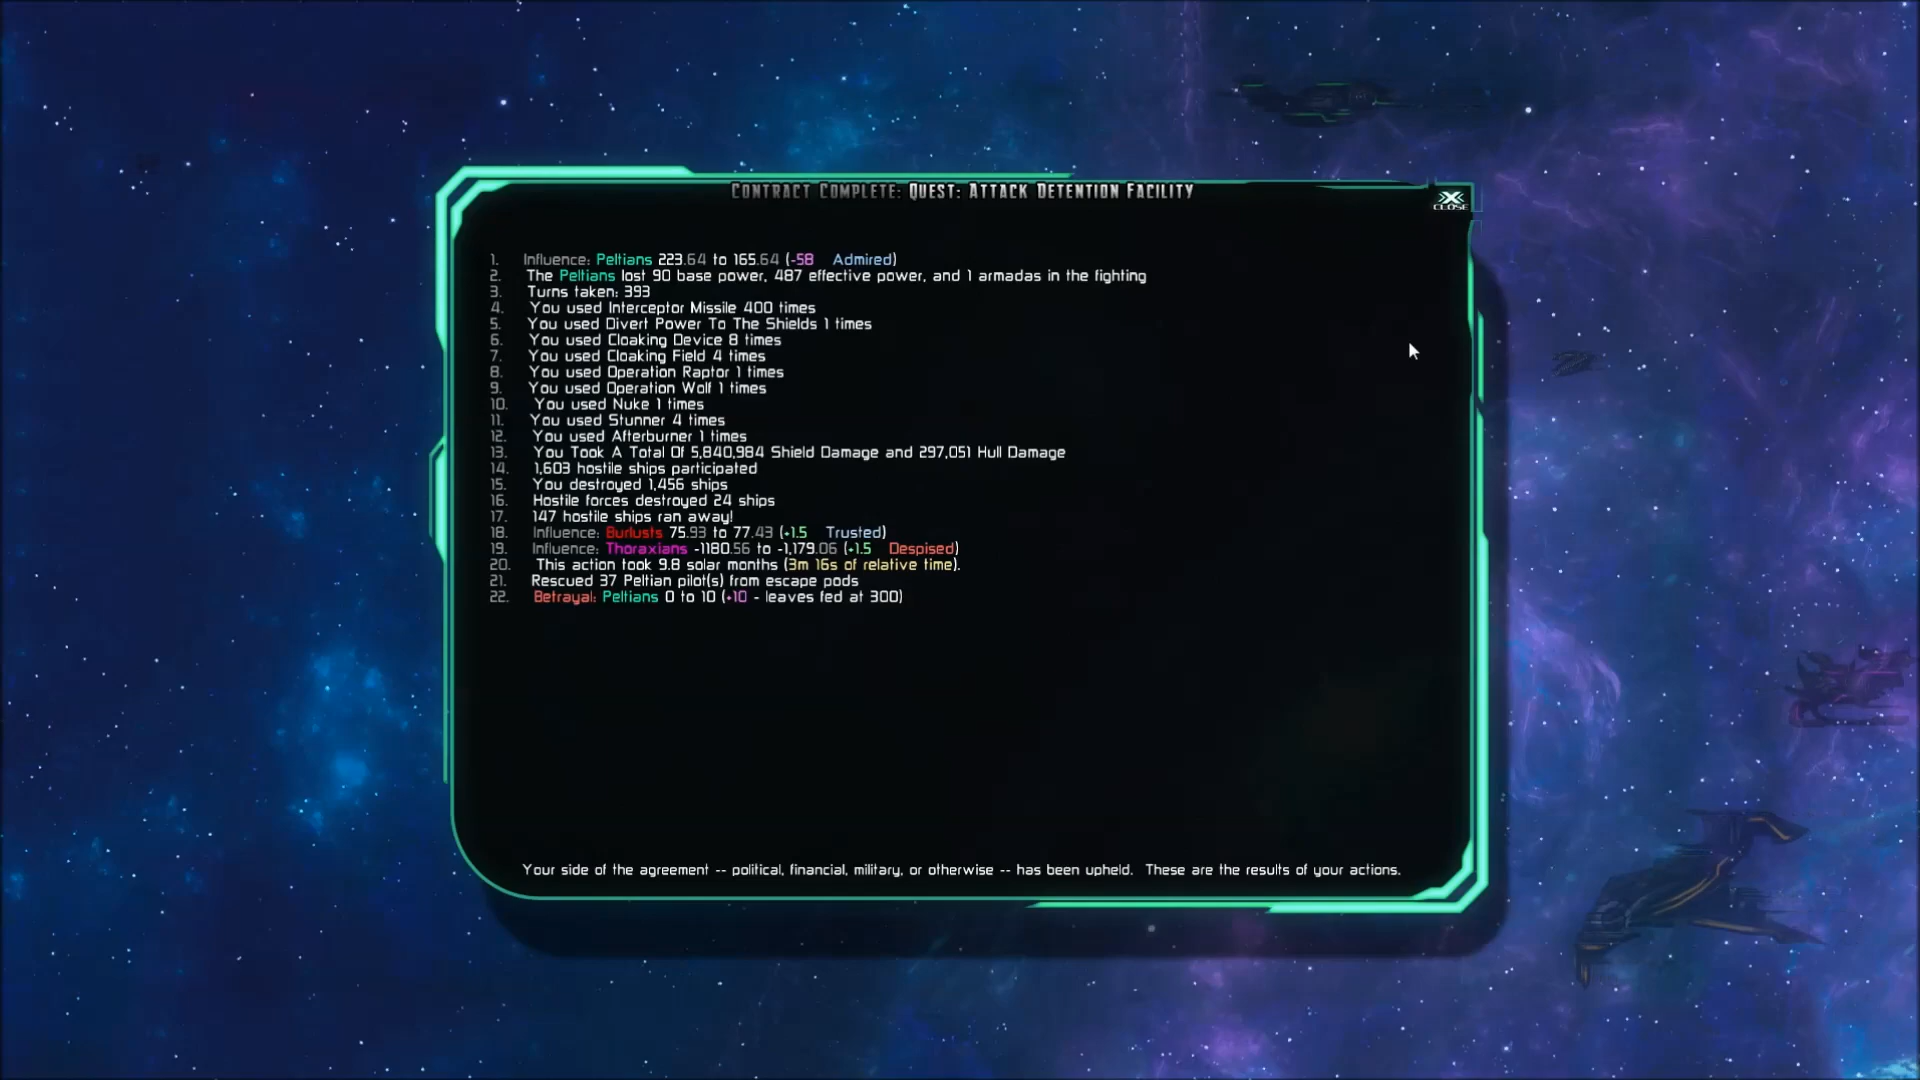 Contract Complete: Quest: Attack Detention Facility
CLOSE
1. Influence: Peltians 223.64 to 165.64 (-58 Admired)
2. The Peltians lost 90 base power, 487 effective power, and 1 armadas in the fighting
3. Turns taken: 393
4. You used Interceptor Missile 400 times
5. You used Divert Power To The Shields 1 times
6. You used Cloaking Device 8 times
7. You used Cloaking Field 4 times
8. You used Operation Raptor 1 times
9. You used Operation Wolf 1 times
10. You used Nuke 1 times
11. You used Stunner 4 times
12. You used Afterburner 1 times
13. You Took A Total Of 5,840,984 Shield Damage and 297,051 Hull Damage
14. 1,603 hostile ships participated
15. You destroyed 1,456 ships
16. Hostile forces destroyed 24 ships
17. 147 hostile ships ran away!
18. Influence: Burlusts 75.93 to 77.43 (+1.5 Trusted)
19. Influence: Thoraxians -1180.56 to -1,179.06 (+1.5 Despised)
20. This action took 9.8 solar months (3m 16s of relative time).
21. Rescued 37 Peltian pilot(s) from escape pods
22. Betrayal: Peltians 0 to 10 (+10 - leaves fed at 300)
Your side of the agreement -- political, financial, military, or otherwise -- has been upheld. These are the results of your actions.